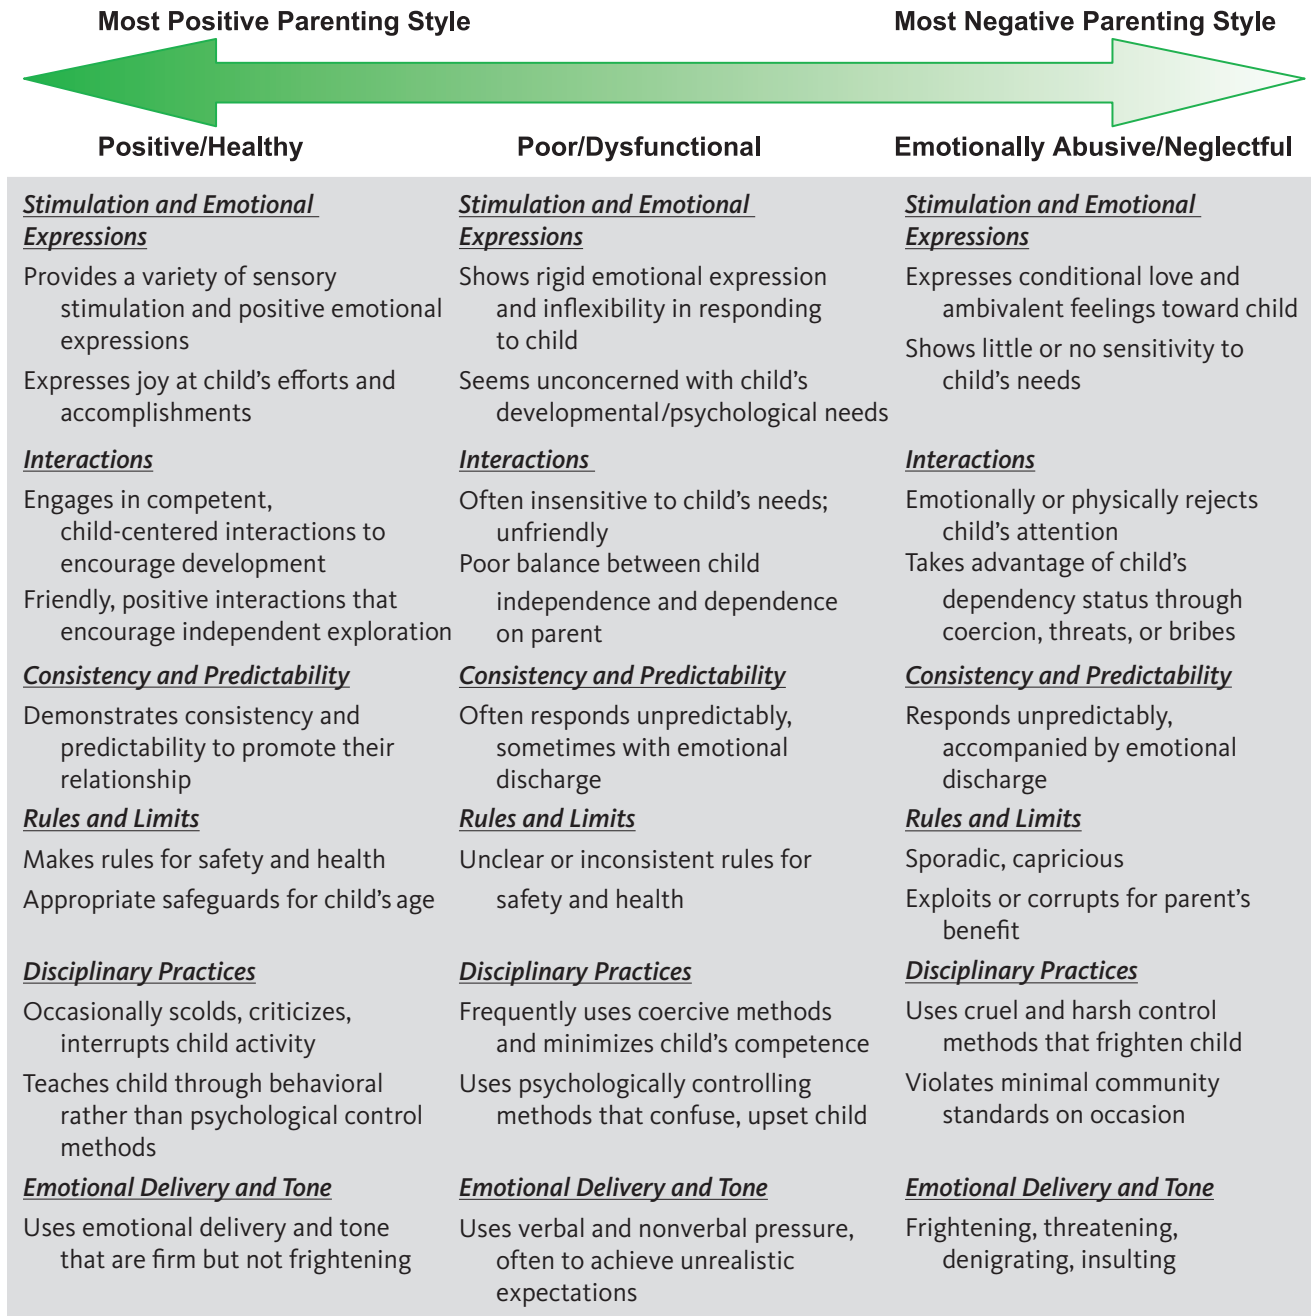 Most Positive Parenting Style
Most Negative Parenting Style
Positive/Healthy
Poor/Dysfunctional
Emotionally Abusive/Neglectful
Stimulation and Emotional
Expressions
Provides a variety of sensory
stimulation and positive emotional
expressions
Expresses joy at child’s efforts and
accomplishments
Interactions
Engages in competent,
child-centered interactions to
encourage development
Friendly, positive interactions that
encourage independent exploration
Consistency and Predictability
Demonstrates consistency and
predictability to promote their
relationship
Rules and Limits
Makes rules for safety and health
Appropriate safeguards for child’s age
Disciplinary Practices
Occasionally scolds, criticizes,
interrupts child activity
Teaches child through behavioral
rather than psychological control
methods
Emotional Delivery and Tone
Uses emotional delivery and tone
that are firm but not frightening
Stimulation and Emotional
Expressions
Shows rigid emotional expression
and inflexibility in responding
to child
Seems unconcerned with child’s
developmental/psychological needs
Interactions
Often insensitive to child’s needs;
unfriendly
Poor balance between child
independence and dependence
on parent
Consistency and Predictability
Often responds unpredictably,
sometimes with emotional
discharge
Rules and Limits
Unclear or inconsistent rules for
safety and health
Disciplinary Practices
Frequently uses coercive methods
and minimizes child’s competence
Uses psychologically controlling
methods that confuse, upset child
Emotional Delivery and Tone
Uses verbal and nonverbal pressure,
often to achieve unrealistic
expectations
Stimulation and Emotional
Expressions
Expresses conditional love and
ambivalent feelings toward child
Shows little or no sensitivity to
child’s needs
Interactions
Emotionally or physically rejects
child’s attention
Takes advantage of child’s
dependency status through
coercion, threats, or bribes
Consistency and Predictability
Responds unpredictably,
accompanied by emotional
discharge
Rules and Limits
Sporadic, capricious
Exploits or corrupts for parent’s
benefit
Disciplinary Practices
Uses cruel and harsh control
methods that frighten child
Violates minimal community
standards on occasion
Emotional Delivery and Tone
Frightening, threatening,
denigrating, insulting